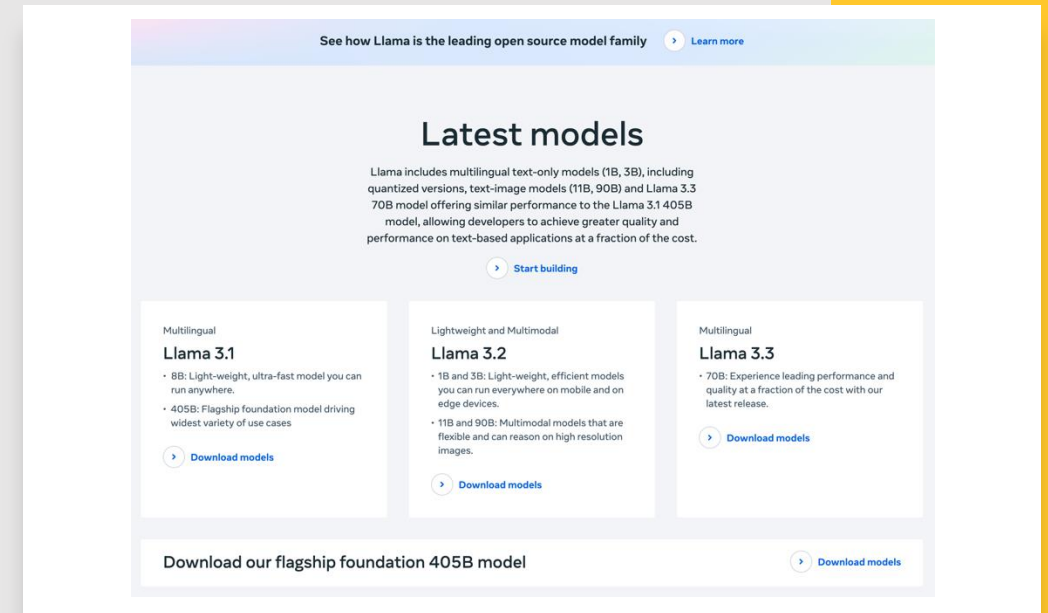 See how Llama is the leading open source model family
Learn more
Latest models
Llama includes multilingual text-only models (1B, 3B), including
quantized versions, text-image models (11B, 90B) and Llama 3.3
70B model offering similar performance to the Llama 3.1 405B
model, allowing developers to achieve greater quality and
performance on text-based applications at a fraction of the cost.
Start building
Multilingual
Llama 3.1
• 8B: Light-weight, ultra-fast model you can
run anywhere.
• 405B: Flagship foundation model driving
widest variety of use cases
Download models
Lightweight and Multimodal
Llama 3.2
• 1B and 3B: Light-weight, efficient models
you can run everywhere on mobile and on
edge devices.
• 11B and 90B: Multimodal models that are
flexible and can reason on high resolution
images.
Download models
Multilingual
Llama 3.3
• 70B: Experience leading performance and
quality at a fraction of the cost with our
latest release.
Download models
Download our flagship foundation 405B model
Download models